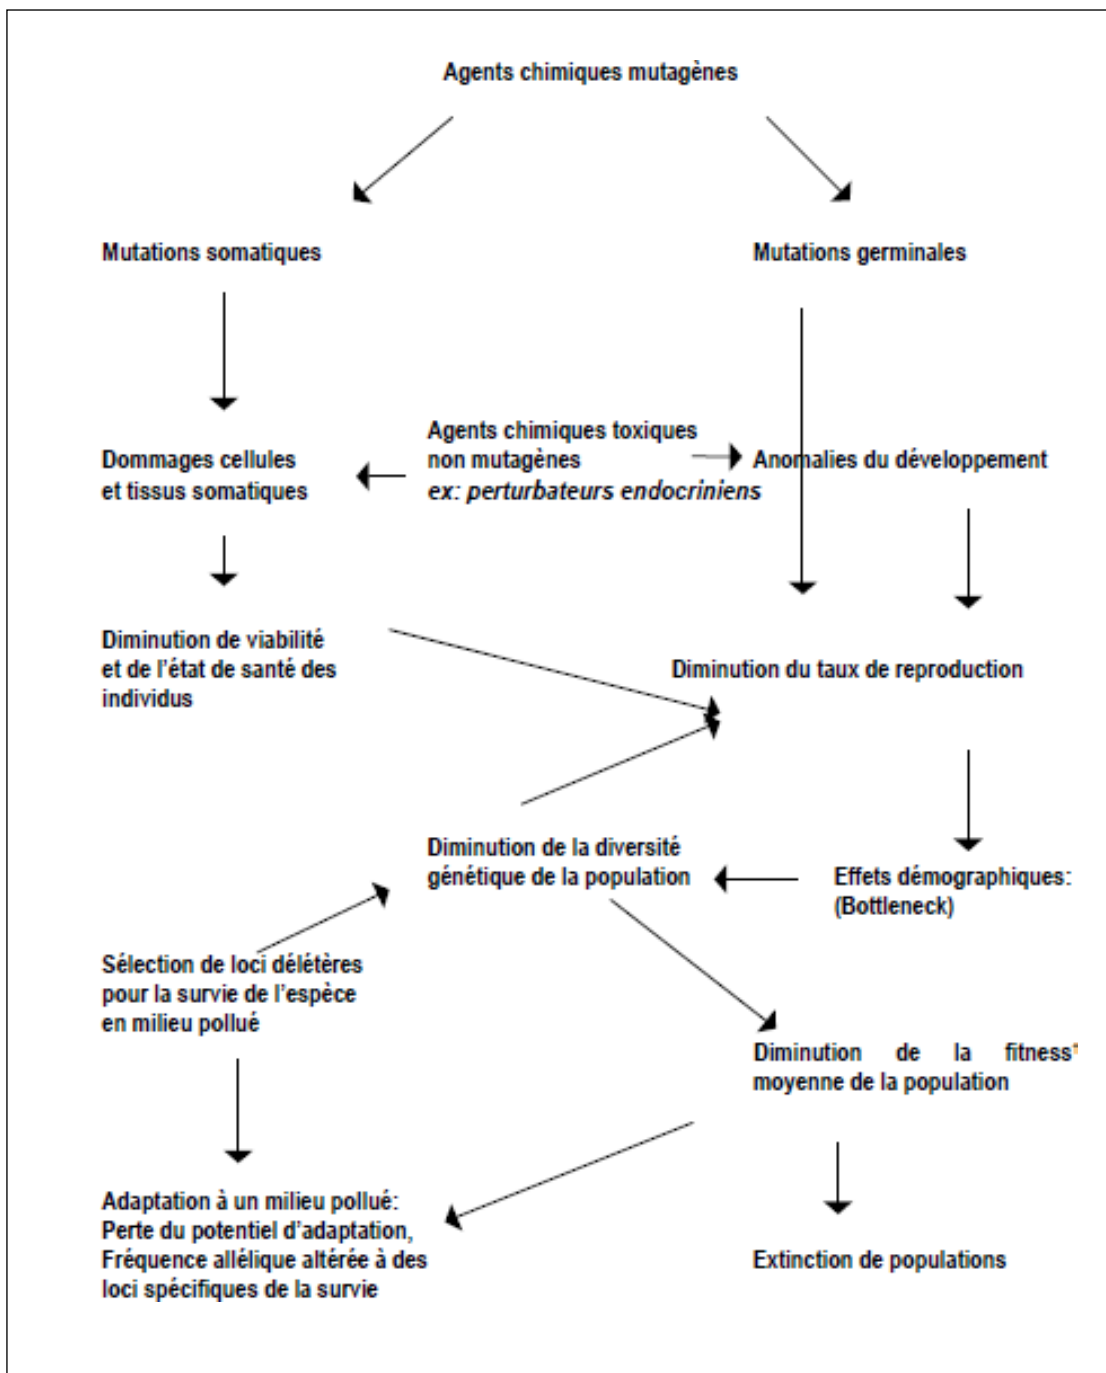 Agents chimiques mutagènes
Mutations somatiques
Mutations germinales
Dommages cellules
et tissus somatiques
Agents chimiques toxiques
non mutagènes
ex: perturbateurs endocriniens
Anomalies du développement
Diminution de viabilité
et de l'état de santé des
individus
Diminution du taux de reproduction
Diminution de la diversité
génétique de la population
Effets démographiques:
(Bottleneck)
Sélection de loci délétères
pour la survie de l'espèce
en milieu pollué
Diminution de la fitness
moyenne de la population
Adaptation à un milieu pollué:
Perte du potentiel d'adaptation,
Fréquence allélique altérée à des
loci spécifiques de la survie
Extinction de populations